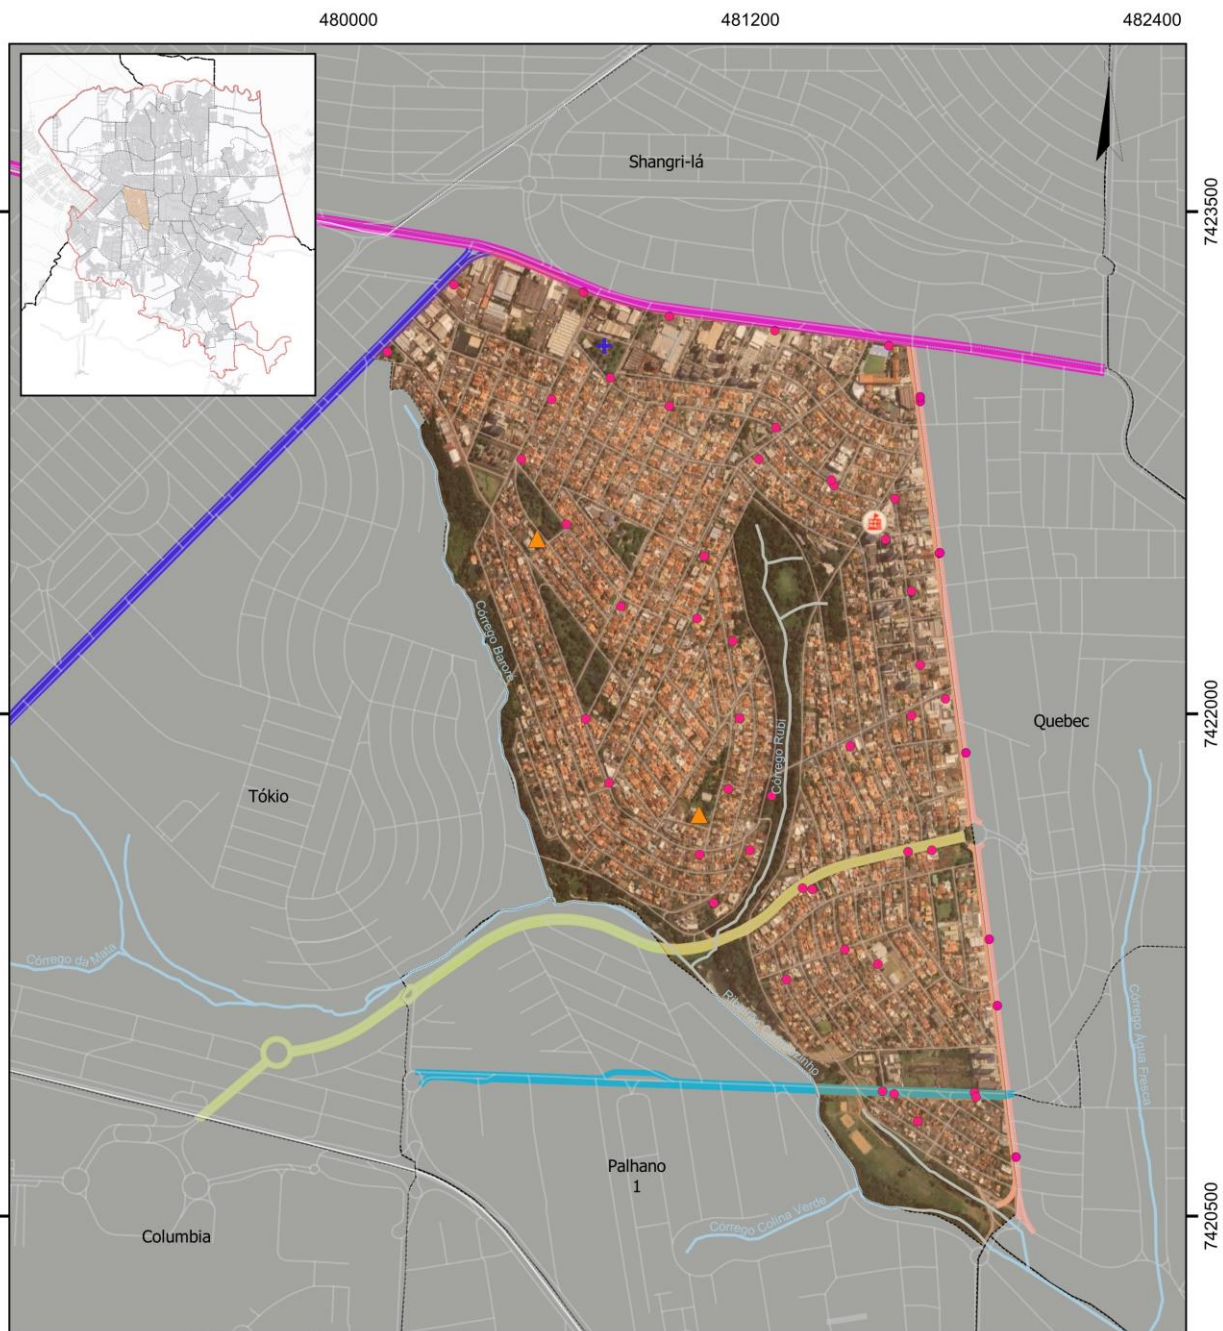 480000
481200
482400
Shangri-lá
7423500
Córrego Baroré
7422000
Quebec
Córrego Rubi
Tókio
Córrego da Mata
Córrego Água Fresca
Palhano
1
Córrego Colina Verde
Columbia
7420500